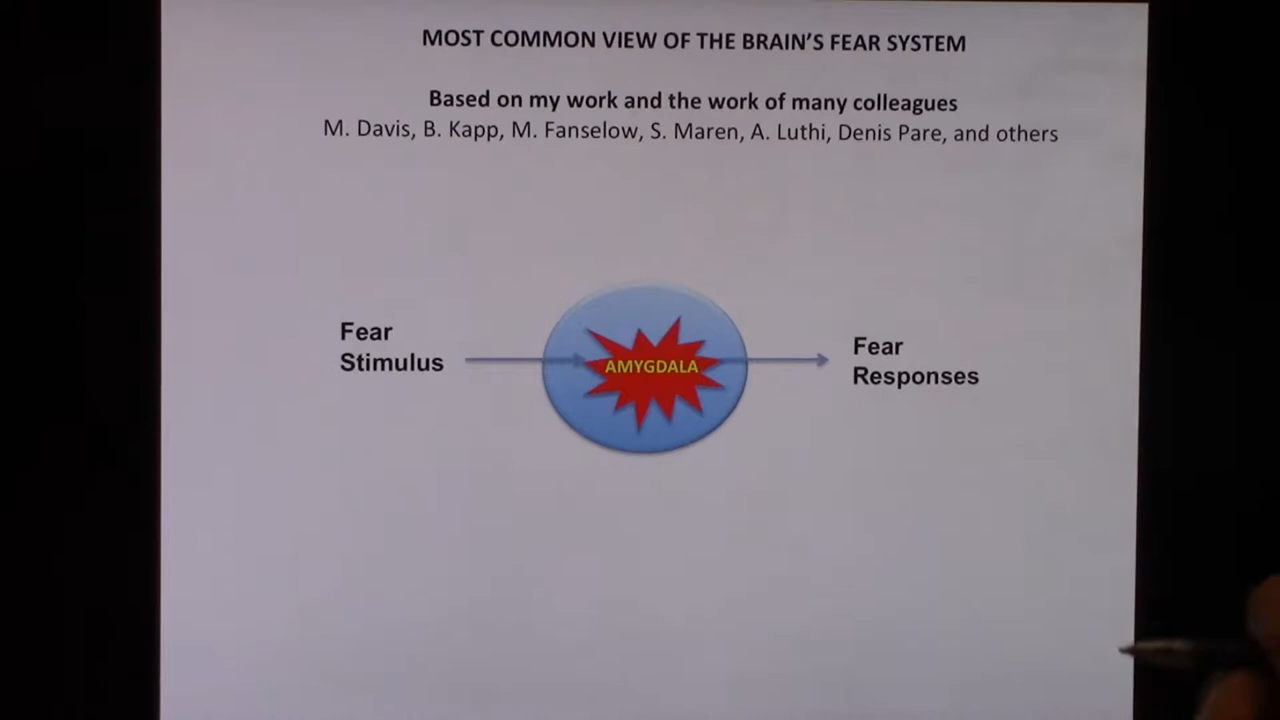 MOST COMMON VIEW OF THE BRAIN'S FEAR SYSTEM
Based on my work and the work of many colleagues
M. Davis, B. Kapp, M. Fanselow, S. Maren, A. Luthi, Denis Pare, and others
Fear
Stimulus
AMYGDALA
Fear
Responses